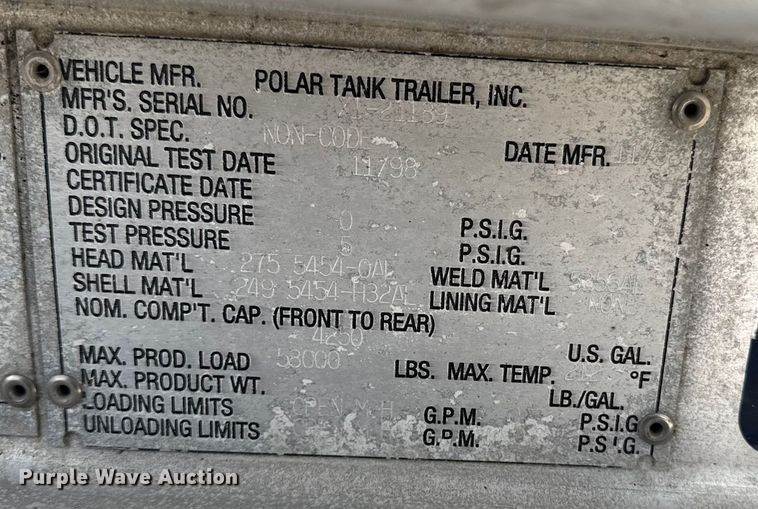 VEHICLE MFR. POLAR TANK TRAILER, INC.
MFR'S. SERIAL NO.
D.O.T. SPEC. NON-CODE DATE MFR.
ORIGINAL TEST DATE 11/98
CERTIFICATE DATE
DESIGN PRESSURE 0 P.S.I.G.
TEST PRESSURE 5 P.S.I.G.
HEAD MAT'L 275 5454-0AL WELD MAT'L
SHELL MAT'L 249 5454-H32AL LINING MAT'L
NOM. COMP'T. CAP. (FRONT TO REAR)
4250 U.S. GAL.
MAX. PROD. LOAD 58000 LBS. MAX. TEMP. °F
MAX. PRODUCT WT. LB./GAL.
LOADING LIMITS G.P.M. P.S.I.G
UNLOADING LIMITS G.P.M. P.S.I.G.
Purple Wave Auction